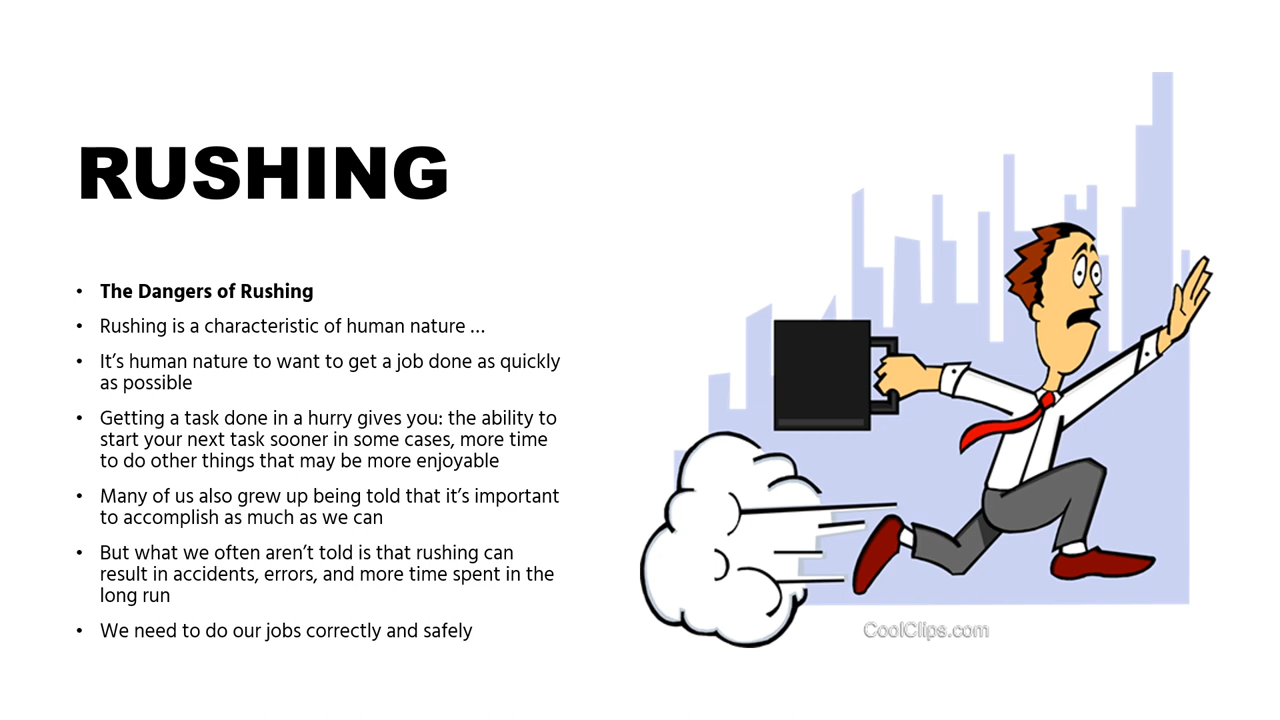 RUSHING
• The Dangers of Rushing
• Rushing is a characteristic of human nature …
• It’s human nature to want to get a job done as quickly
as possible
• Getting a task done in a hurry gives you: the ability to
start your next task sooner in some cases, more time
to do other things that may be more enjoyable
• Many of us also grew up being told that it’s important
to accomplish as much as we can
• But what we often aren’t told is that rushing can
result in accidents, errors, and more time spent in the
long run
• We need to do our jobs correctly and safely
CoolClips.com